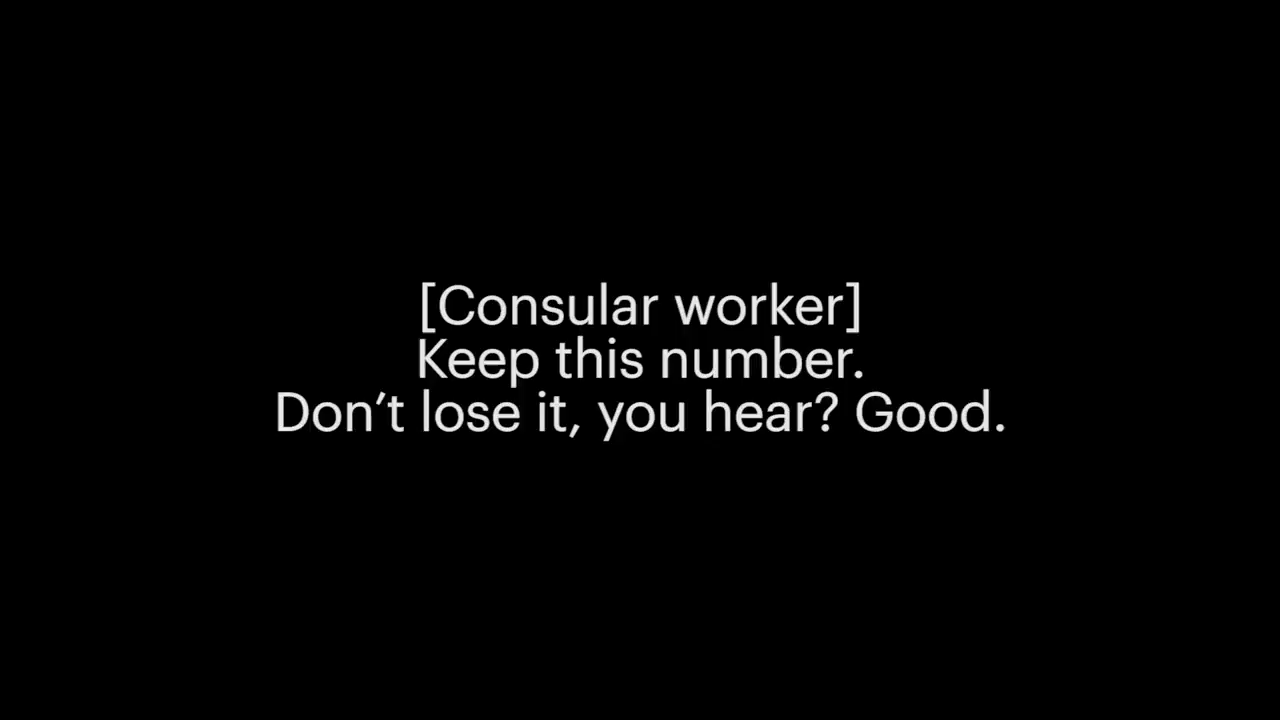 [Consular worker]
Keep this number.
Don’t lose it, you hear? Good.